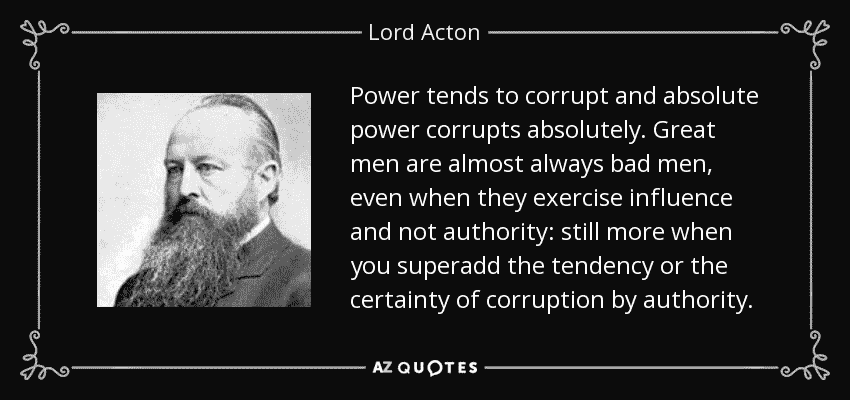 Lord Acton
Power tends to corrupt and absolute
power corrupts absolutely. Great
men are almost always bad men,
even when they exercise influence
and not authority: still more when
you superadd the tendency or the
certainty of corruption by authority.
AZ QUOTES